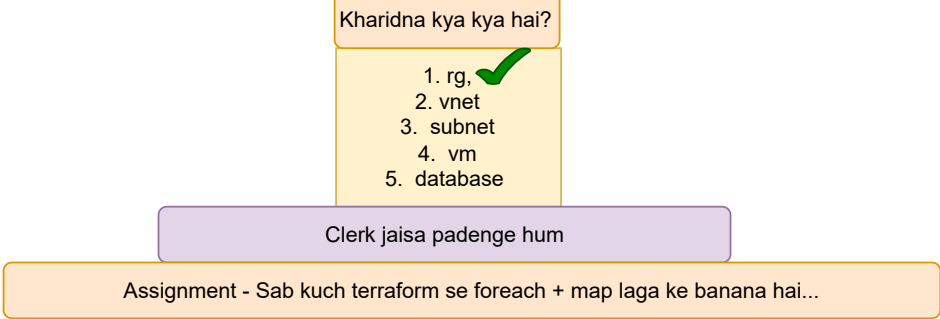 Kharidna kya kya hai?
1. rg,
2. vnet
3. subnet
4. vm
5. database
Clerk jaisa padenge hum
Assignment - Sab kuch terraform se foreach + map laga ke banana hai...